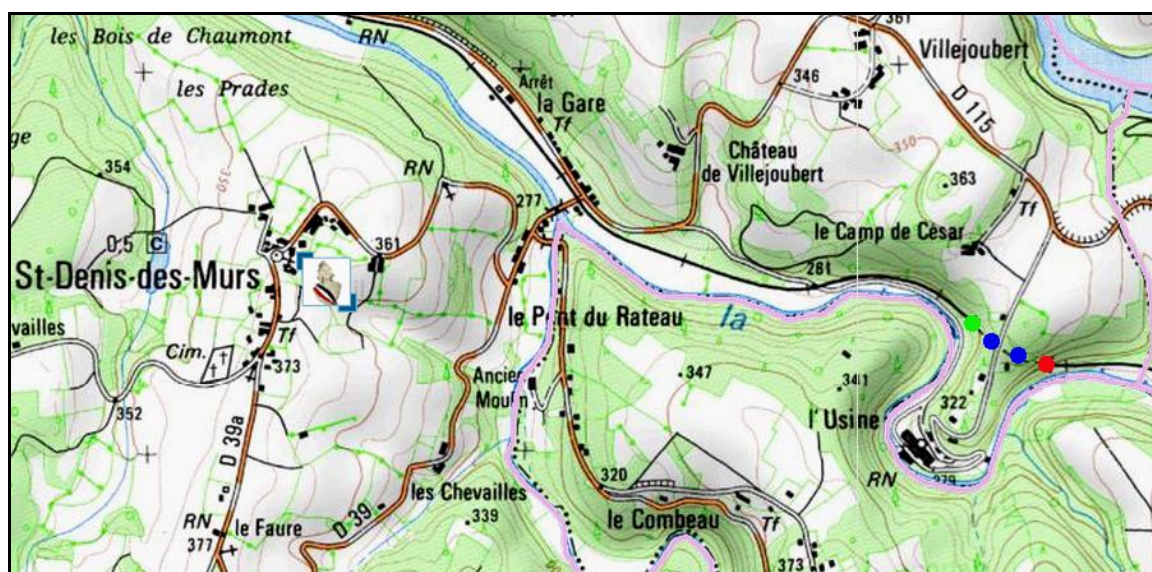 les Bois de Chaumont
RN
361
Villejoubert
les Prades
Arrêt
la Gare
Tf
346
D 115
ge
354
RN
350
350
Château
de Villejoubert
363
277
Tf
0,5
C
361
le Camp de César
St-Denis-des-Murs
281
vailles
le Pont du Rateau
la
Tf
Cim.
373
Ancien
Moulin
347
341
322
352
l'Usine
D 39a
320
RN
279
les Chevailles
RN
le Faure
D 39
339
le Combeau
Tf
377
373